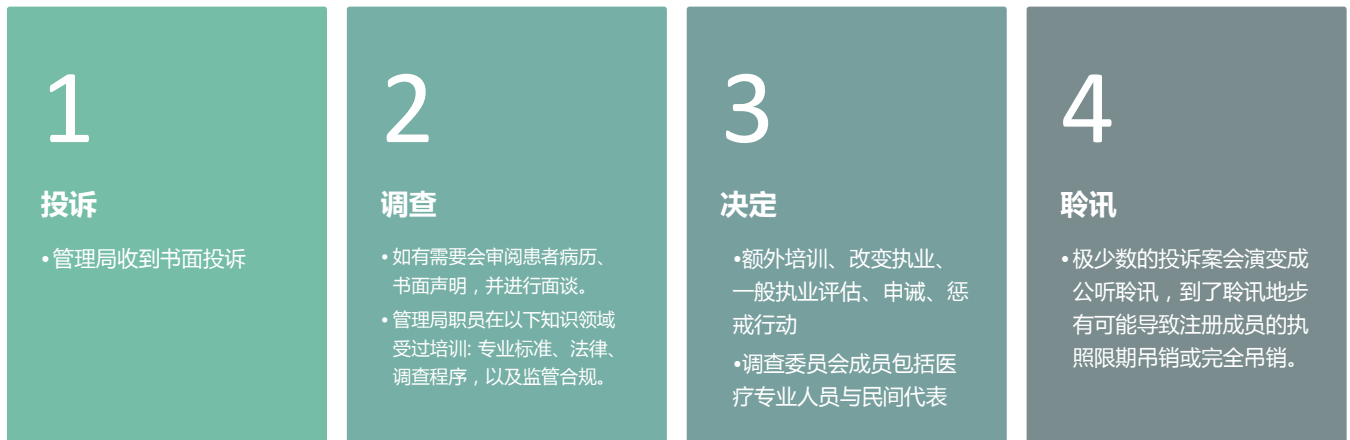 1
投诉
•管理局收到书面投诉
2
调查
•如有需要会审阅患者病历、
书面声明，并进行面谈。
•管理局职员在以下知识领域
受过培训: 专业标准、法律、
调查程序，以及监管合规。
3
决定
•额外培训、改变执业、
一般执业评估、申诫、惩
戒行动
•调查委员会成员包括医
疗专业人员与民间代表
4
聆讯
•极少数的投诉案会演变成
公听聆讯，到了聆讯地步
有可能导致注册成员的执
照限期吊销或完全吊销。